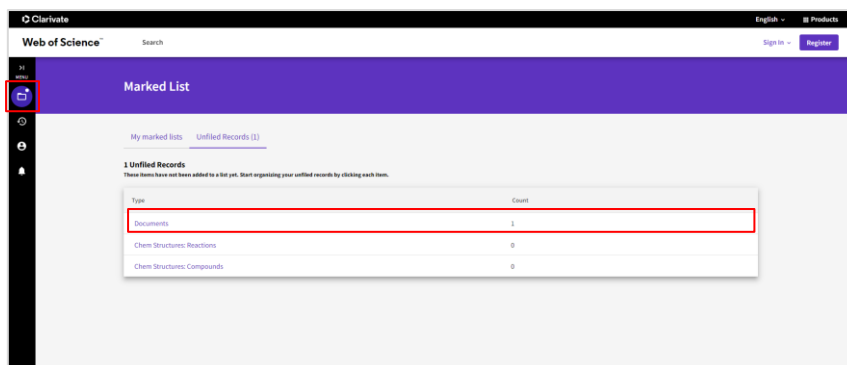 Clarivate
English
Products
Web of Science™
Search
Sign In
Register
MENU
Marked List
My marked lists
Unfiled Records (1)
1 Unfiled Records
These items have not been added to a list yet. Start organizing your unfiled records by clicking each item.
Type
Count
Documents
1
Chem Structures: Reactions
0
Chem Structures: Compounds
0